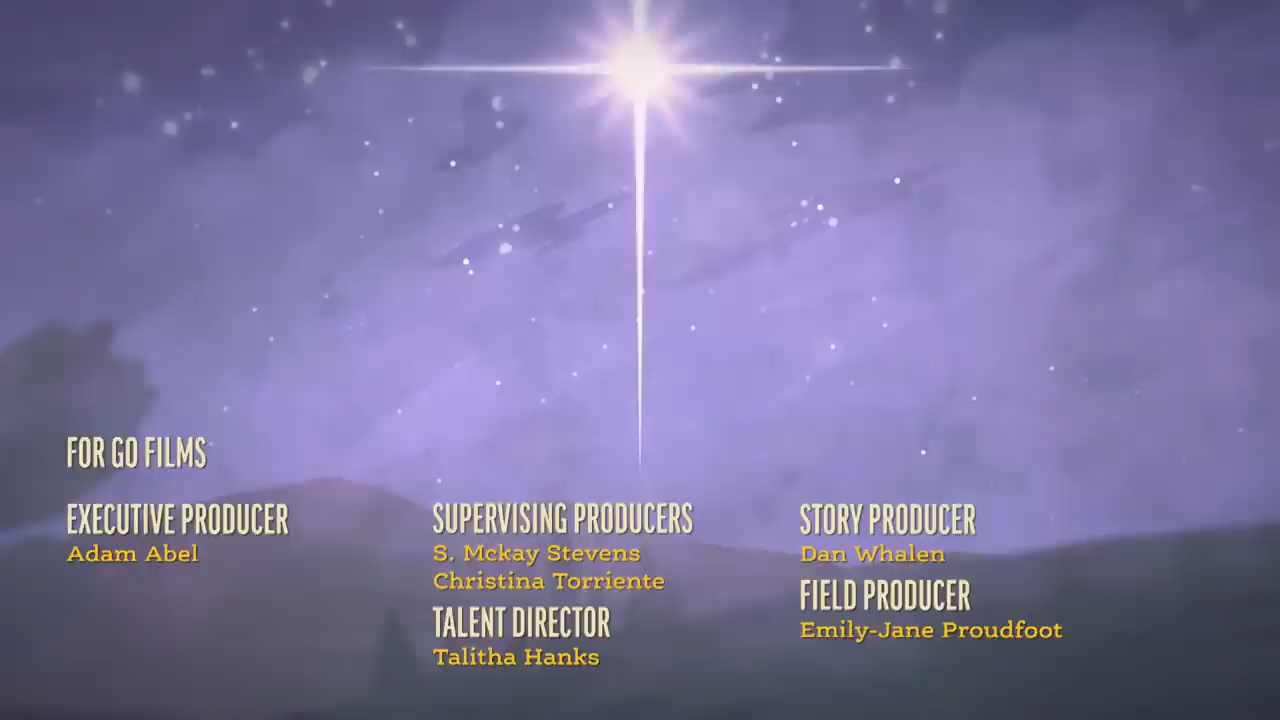 FOR GO FILMS
EXECUTIVE PRODUCER
Adam Abel
SUPERVISING PRODUCERS
S. Mckay Stevens
Christina Torriente
TALENT DIRECTOR
Talitha Hanks
STORY PRODUCER
Dan Whalen
FIELD PRODUCER
Emily-Jane Proudfoot